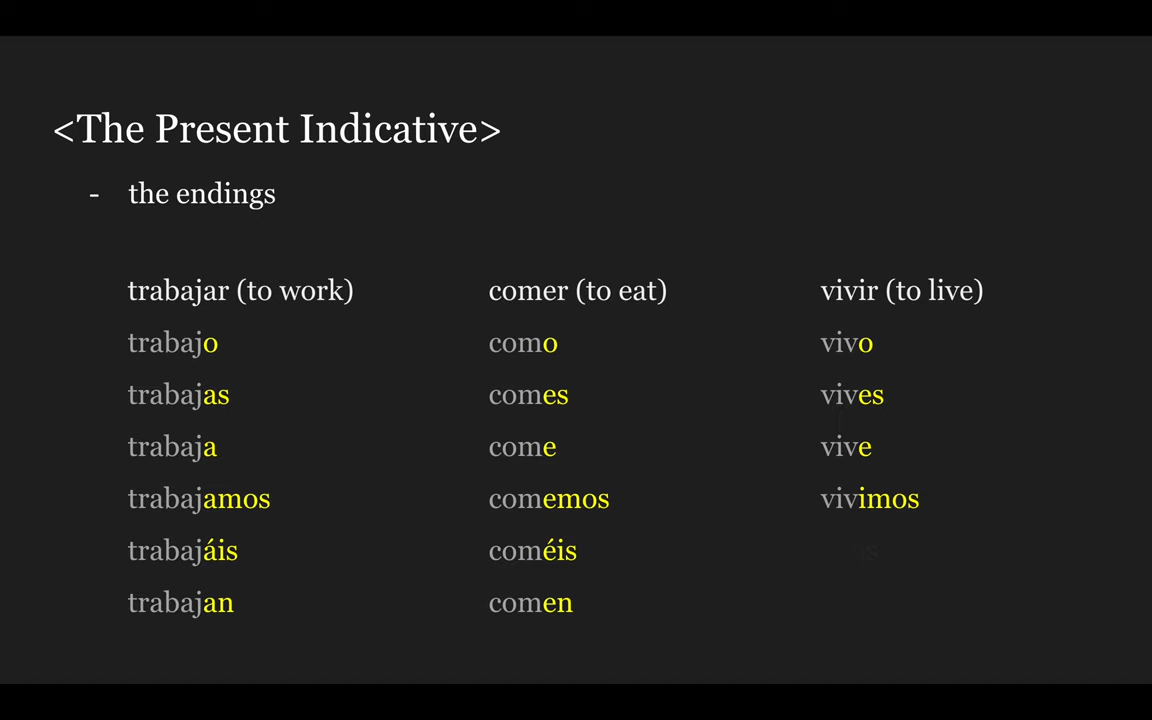 <The Present Indicative>
- the endings
trabajar (to work) comer (to eat) vivir (to live)
trabajo como vivo
trabajas comes vives
trabaja come vive
trabajamos comemos vivimos
trabajáis coméis
trabajan comen